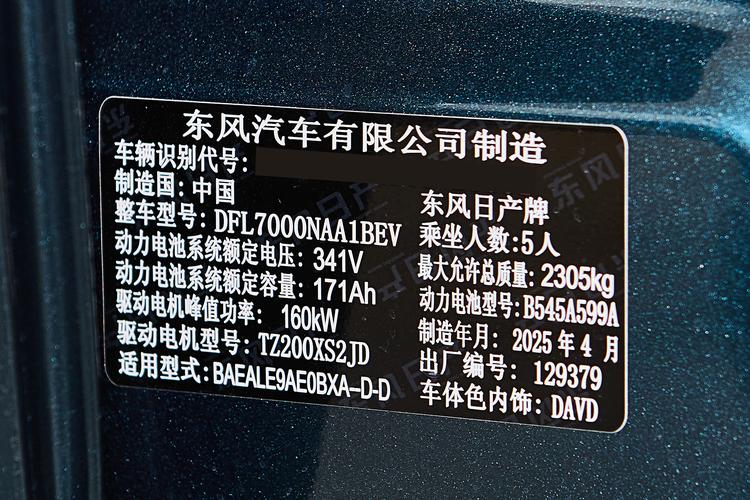 东风汽车有限公司制造
车辆识别代号:
制造国: 中国
东风日产牌
整车型号: DFL7000NAA1BEV
乘坐人数: 5人
动力电池系统额定电压: 341V
最大允许总质量: 2305kg
动力电池系统额定容量: 171Ah
动力电池型号: B545A599A
驱动电机峰值功率: 160kW
制造年月: 2025年4月
驱动电机型号: TZ200XS2JD
出厂编号: 129379
适用型式: BAEALE9AE0BXA-D-D
车体色内饰: DAVD